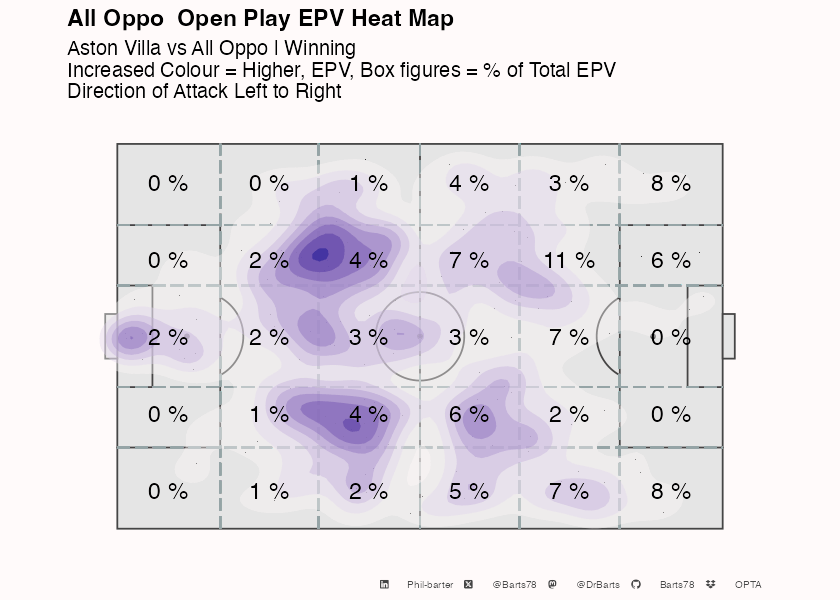 All Oppo  Open Play EPV Heat Map
Aston Villa vs All Oppo | Winning
Increased Colour = Higher, EPV, Box figures = % of Total EPV
Direction of Attack Left to Right
0 % 0 % 1 % 4 % 3 % 8 %
0 % 2 % 4 % 7 % 11 % 6 %
2 % 2 % 3 % 3 % 7 % 0 %
0 % 1 % 4 % 6 % 2 % 0 %
0 % 1 % 2 % 5 % 7 % 8 %
Phil-barter @Barts78 @DrBarts Barts78 OPTA